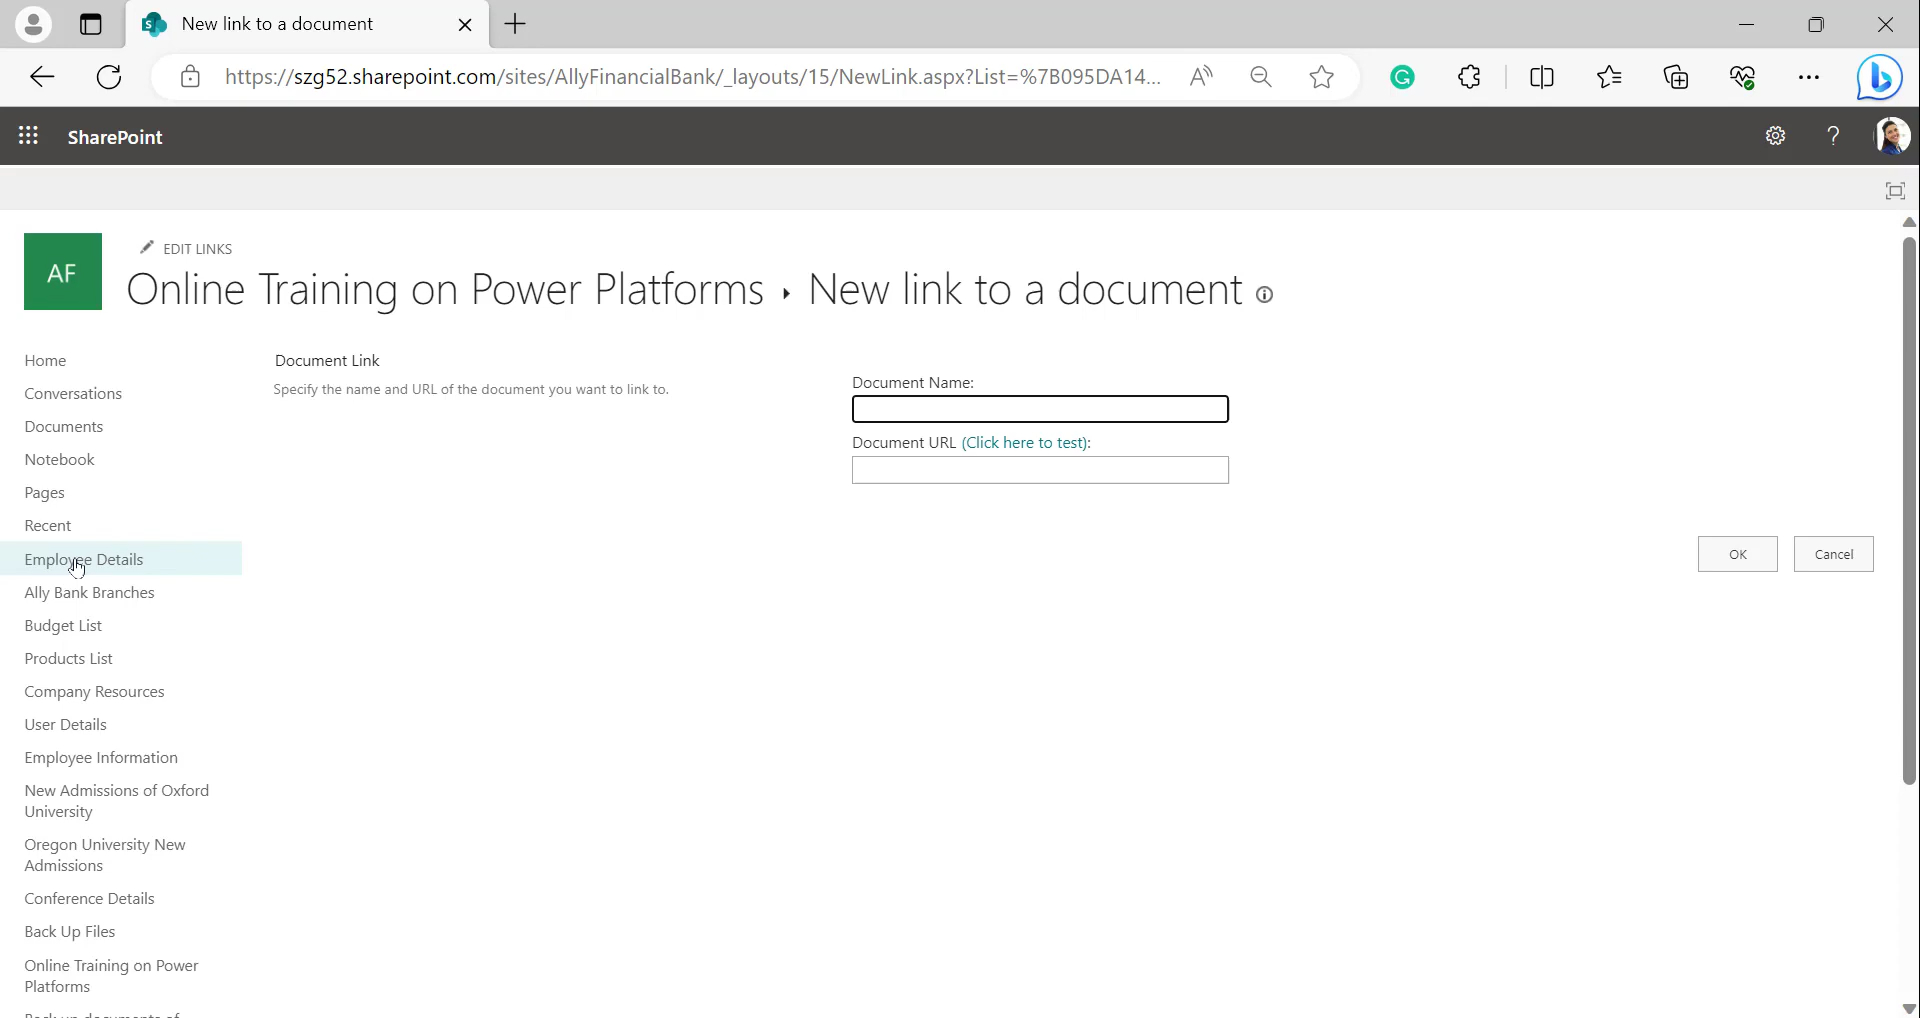 New link to a document
https://szg52.sharepoint.com/sites/AllyFinancialBank/_layouts/15/NewLink.aspx?List=%7B095DA14...
SharePoint
AF
EDIT LINKS
Online Training on Power Platforms ▸ New link to a document
Home
Conversations
Documents
Notebook
Pages
Recent
Employee Details
Ally Bank Branches
Budget List
Products List
Company Resources
User Details
Employee Information
New Admissions of Oxford
University
Oregon University New
Admissions
Conference Details
Back Up Files
Online Training on Power
Platforms
Document Link
Specify the name and URL of the document you want to link to.
Document Name:
Document URL (Click here to test):
OK
Cancel